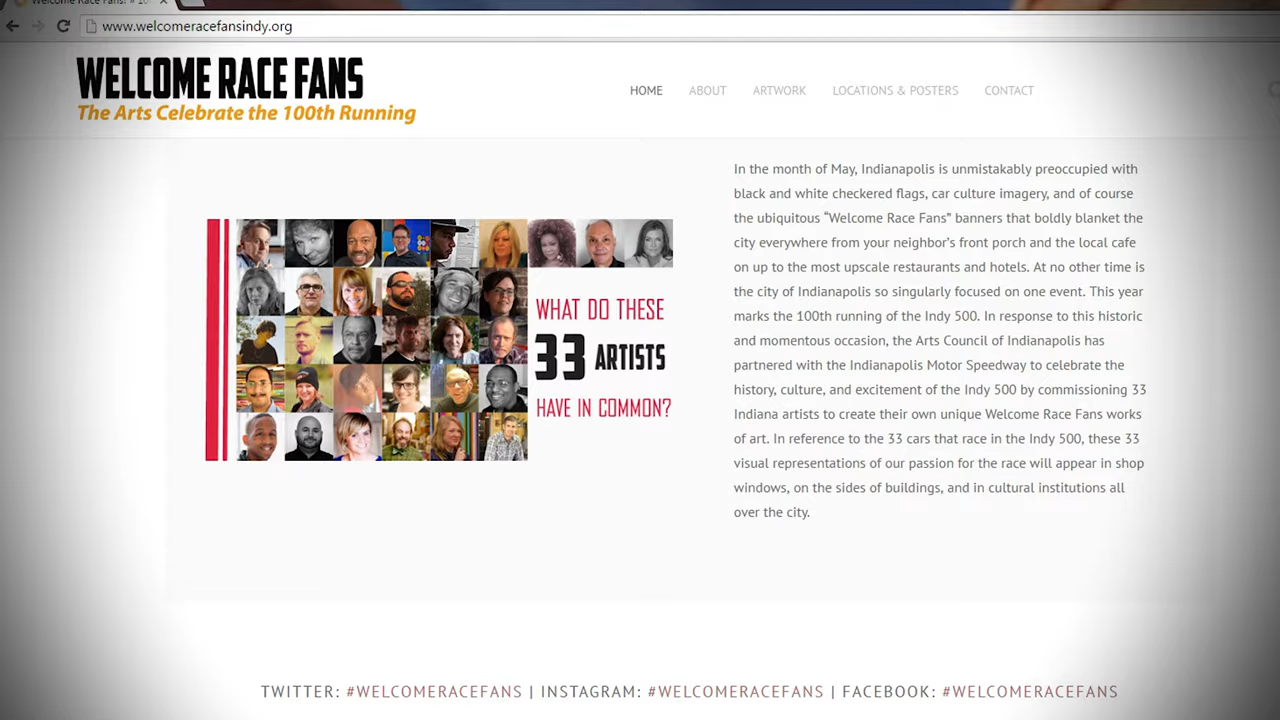 Welcome Race Fans! # 10
www.welcomeracefansindy.org
WELCOME RACE FANS
The Arts Celebrate the 100th Running
HOME ABOUT ARTWORK LOCATIONS & POSTERS CONTACT
WHAT DO THESE
33 ARTISTS
HAVE IN COMMON?
In the month of May, Indianapolis is unmistakably preoccupied with
black and white checkered flags, car culture imagery, and of course
the ubiquitous “Welcome Race Fans” banners that boldly blanket the
city everywhere from your neighbor’s front porch and the local cafe
on up to the most upscale restaurants and hotels. At no other time is
the city of Indianapolis so singularly focused on one event. This year
marks the 100th running of the Indy 500. In response to this historic
and momentous occasion, the Arts Council of Indianapolis has
partnered with the Indianapolis Motor Speedway to celebrate the
history, culture, and excitement of the Indy 500 by commissioning 33
Indiana artists to create their own unique Welcome Race Fans works
of art. In reference to the 33 cars that race in the Indy 500, these 33
visual representations of our passion for the race will appear in shop
windows, on the sides of buildings, and in cultural institutions all
over the city.
TWITTER: #WELCOMERACEFANS | INSTAGRAM: #WELCOMERACEFANS | FACEBOOK: #WELCOMERACEFANS